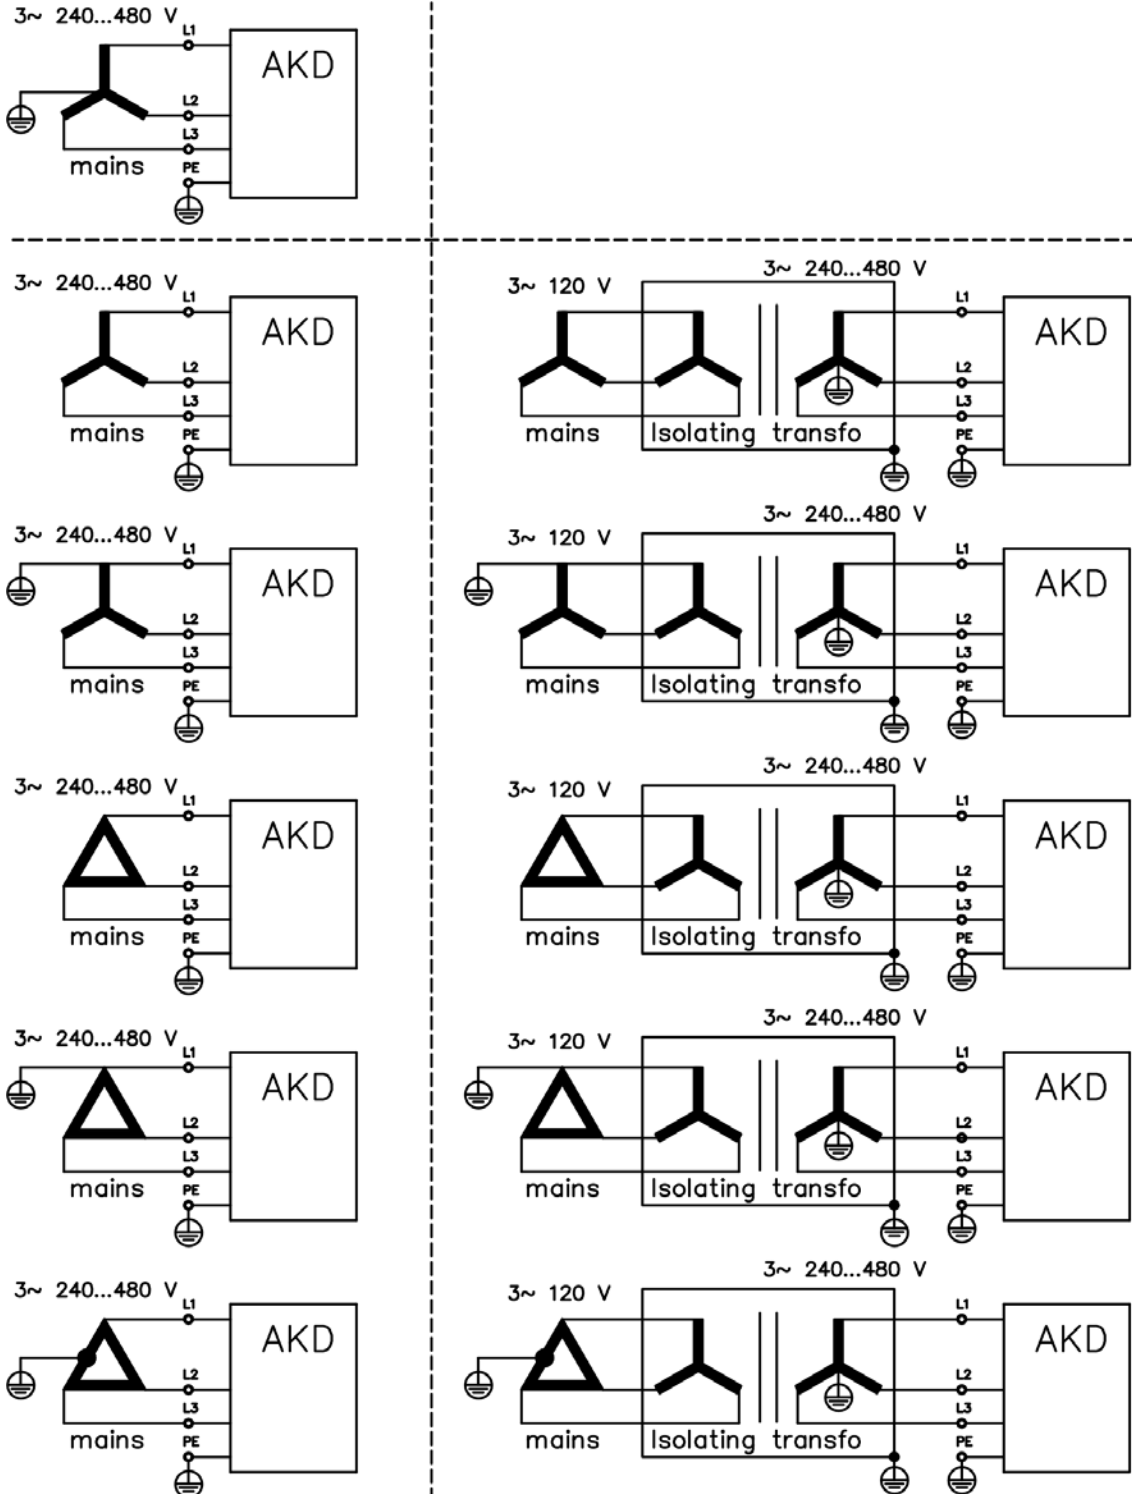 3~ 240...480 V
L1
AKD
L2
L3
mains
PE
3~ 240...480 V
L1
AKD
L2
L3
mains
PE
3~ 240...480 V
3~ 120 V
L1
AKD
L2
L3
mains Isolating transfo
PE
3~ 240...480 V
L1
AKD
L2
L3
mains
PE
3~ 240...480 V
3~ 120 V
L1
AKD
L2
L3
mains Isolating transfo
PE
3~ 240...480 V
L1
AKD
L2
L3
mains
PE
3~ 240...480 V
3~ 120 V
L1
AKD
L2
L3
mains Isolating transfo
PE
3~ 240...480 V
L1
AKD
L2
L3
mains
PE
3~ 240...480 V
3~ 120 V
L1
AKD
L2
L3
mains Isolating transfo
PE
3~ 240...480 V
L1
AKD
L2
L3
mains
PE
3~ 240...480 V
3~ 120 V
L1
AKD
L2
L3
mains Isolating transfo
PE